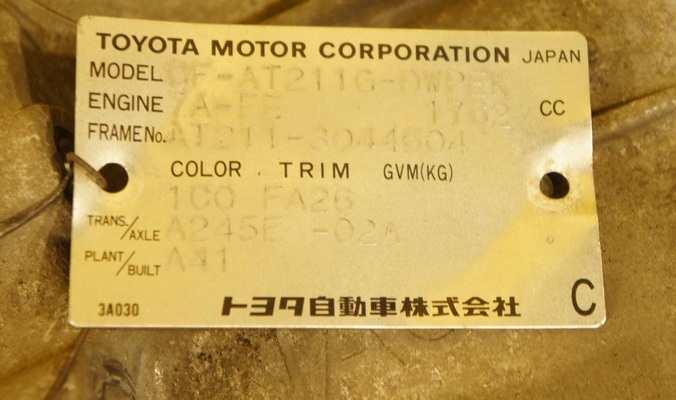 TOYOTA MOTOR CORPORATION JAPAN
MODEL GF-AT211G-DWPEK
ENGINE 7A-FE 1762 CC
FRAME No. AT211-3044604
COLOR . TRIM GVM(KG)
1C0 FA26
TRANS./AXLE A245E -02A
PLANT/BUILT A41
3A030 トヨタ自動車株式会社 C